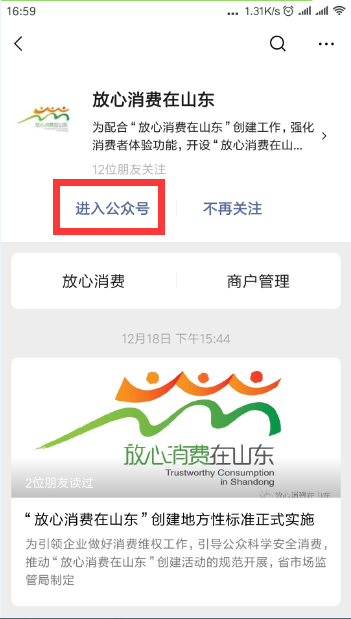 16:59
... 1.31K/s
放心消费在山东
放心消费在山东
为配合“放心消费在山东”创建工作，强化
消费者体验功能，开设“放心消费在山...
12位朋友关注
进入公众号
不再关注
放心消费
商户管理
12月18日 下午15:44
放心消费在山东
Trustworthy Consumption
in Shandong
2位朋友读过
放心消费在山东
“放心消费在山东”创建地方性标准正式实施
为引领企业做好消费维权工作，引导公众科学安全消费，
推动“放心消费在山东”创建活动的规范开展，省市场监
管局制定